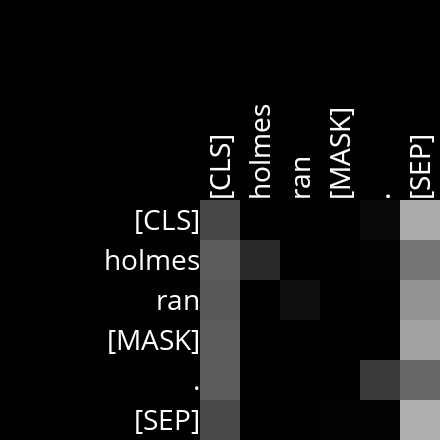 [CLS]
holmes
ran
[MASK]
.
[SEP]
[CLS]
holmes
ran
[MASK]
.
[SEP]